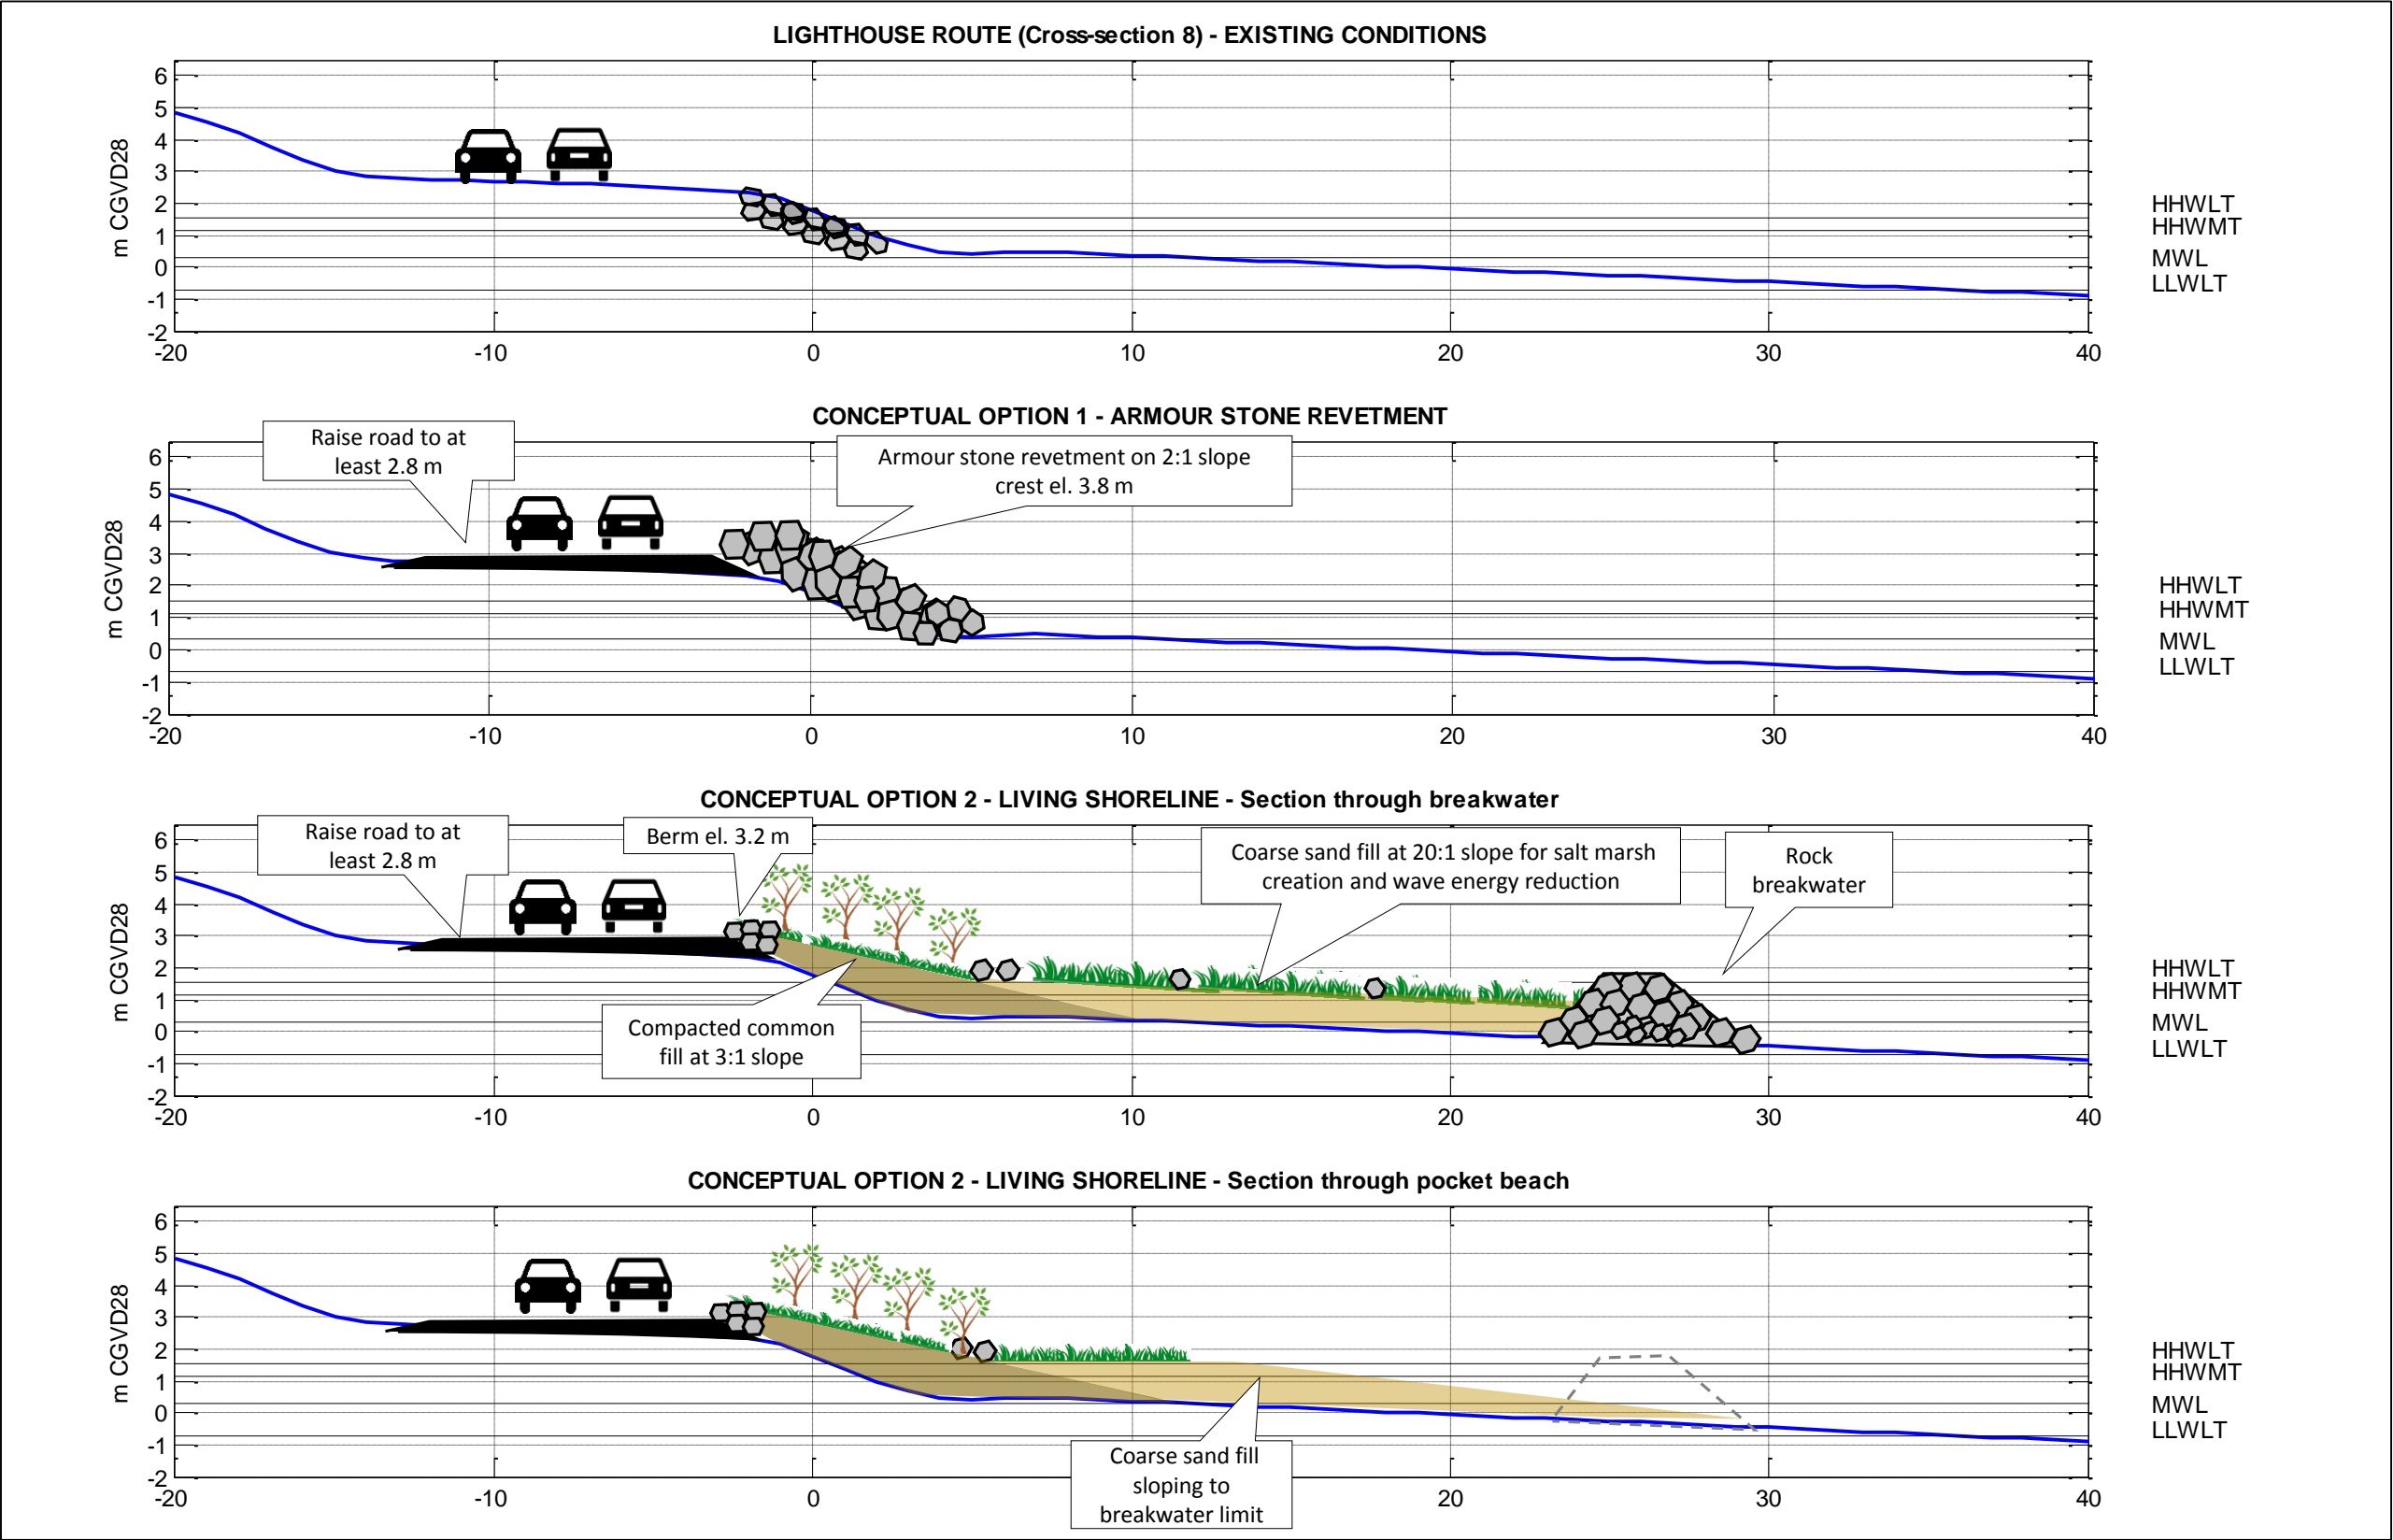 LIGHTHOUSE ROUTE (Cross-section 8) - EXISTING CONDITIONS
6
5
4
3
2
1
0
-1
-2
m CGVD28
-20 -10 0 10 20 30 40
HHWLT
HHWMT
MWL
LLWLT
CONCEPTUAL OPTION 1 - ARMOUR STONE REVETMENT
Raise road to at
least 2.8 m
Armour stone revetment on 2:1 slope
crest el. 3.8 m
6
5
4
3
2
1
0
-1
-2
m CGVD28
-20 -10 0 10 20 30 40
HHWLT
HHWMT
MWL
LLWLT
CONCEPTUAL OPTION 2 - LIVING SHORELINE - Section through breakwater
Raise road to at
least 2.8 m
Berm el. 3.2 m
Coarse sand fill at 20:1 slope for salt marsh
creation and wave energy reduction
Rock
breakwater
Compacted common
fill at 3:1 slope
6
5
4
3
2
1
0
-1
-2
m CGVD28
-20 -10 0 10 20 30 40
HHWLT
HHWMT
MWL
LLWLT
CONCEPTUAL OPTION 2 - LIVING SHORELINE - Section through pocket beach
6
5
4
3
2
1
0
-1
-2
m CGVD28
Coarse sand fill
sloping to
breakwater limit
-20 -10 0 10 20 30 40
HHWLT
HHWMT
MWL
LLWLT